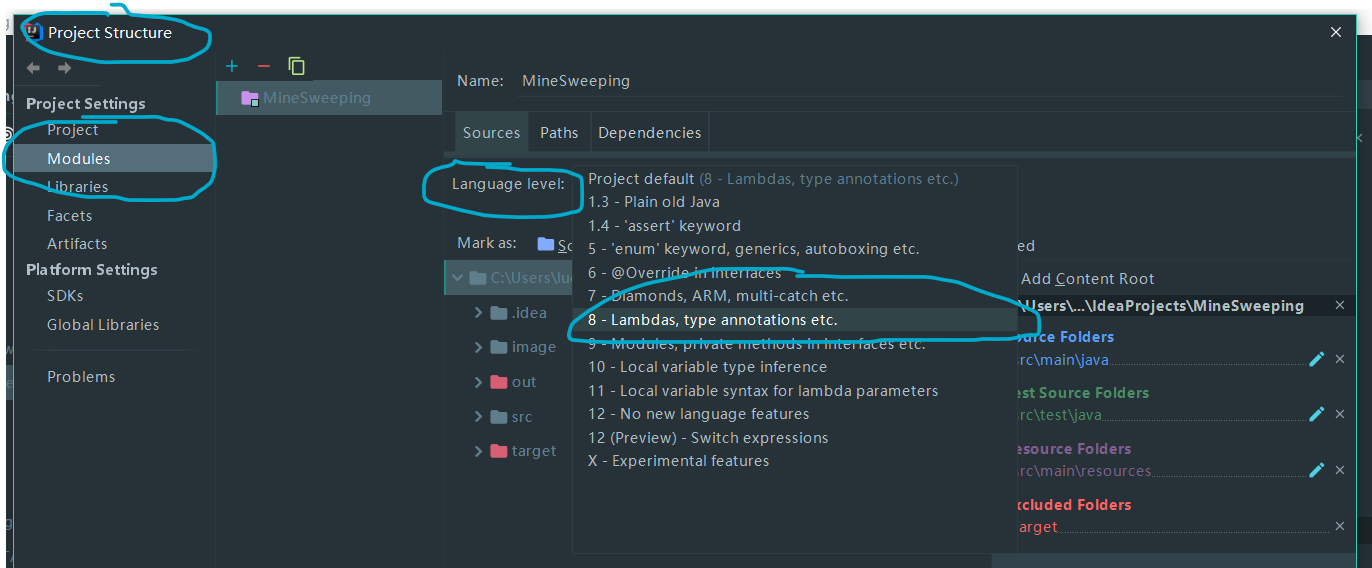 Project Structure
Project Settings
Project
Modules
Libraries
Facets
Artifacts
Platform Settings
SDKs
Global Libraries
Problems
MineSweeping
Name: MineSweeping
Sources Paths Dependencies
Language level:
Project default (8 - Lambdas, type annotations etc.)
1.3 - Plain old Java
1.4 - 'assert' keyword
5 - 'enum' keyword, generics, autoboxing etc.
6 - @Override in interfaces
7 - Diamonds, ARM, multi-catch etc.
8 - Lambdas, type annotations etc.
9 - Modules, private methods in interfaces etc.
10 - Local variable type inference
11 - Local variable syntax for lambda parameters
12 - No new language features
12 (Preview) - Switch expressions
X - Experimental features
Mark as: So
C:\Users\lu
.idea
image
out
src
target
ed
Add Content Root
\Users\...\IdeaProjects\MineSweeping
ource Folders
src\main\java
est Source Folders
src\test\java
esource Folders
src\main\resources
xcluded Folders
arget